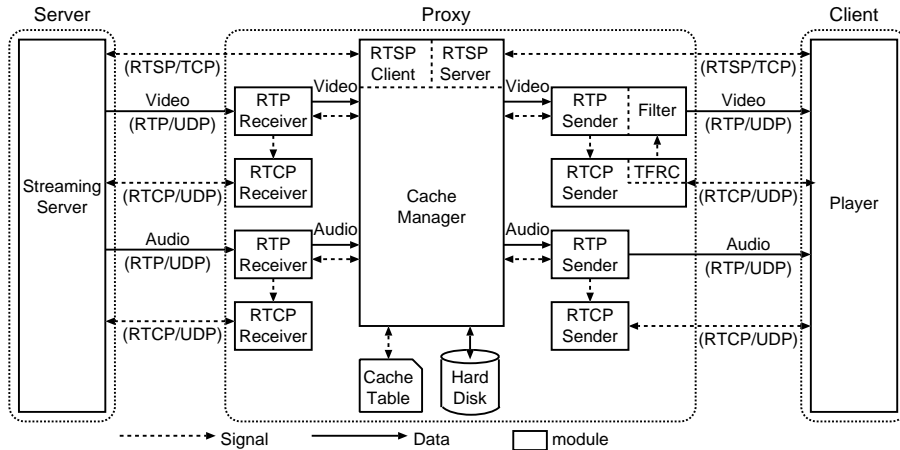 Server
Proxy
Client
(RTSP/TCP)
RTSP
Client
RTSP
Server
(RTSP/TCP)
Video
(RTP/UDP)
RTP
Receiver
Video
Video
RTP
Sender
Filter
Video
(RTP/UDP)
Streaming
Server
(RTCP/UDP)
RTCP
Receiver
Cache
Manager
RTCP
Sender
TFRC
(RTCP/UDP)
Player
Audio
(RTP/UDP)
RTP
Receiver
Audio
Audio
RTP
Sender
Audio
(RTP/UDP)
(RTCP/UDP)
RTCP
Receiver
RTCP
Sender
(RTCP/UDP)
Cache
Table
Hard
Disk
Signal
Data
module